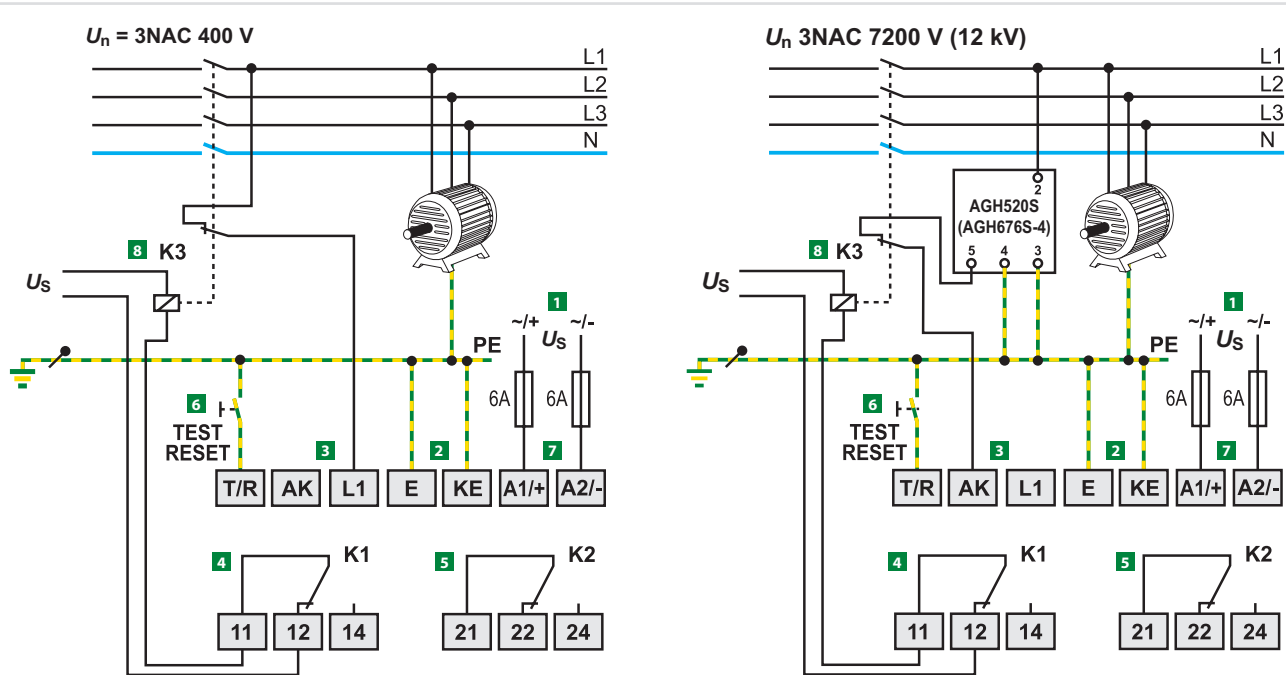 Un = 3NAC 400 V
L1
L2
L3
N
8 K3
US
1
~/+ US ~/-
PE
6A 6A
6
TEST
RESET
3 2 7
T/R AK L1 E KE A1/+ A2/-
4 K1 5 K2
11 12 14 21 22 24
Un 3NAC 7200 V (12 kV)
L1
L2
L3
N
2
AGH520S
(AGH676S-4)
5 4 3
8 K3
US
1
~/+ US ~/-
PE
6A 6A
6
TEST
RESET
3 2 7
T/R AK L1 E KE A1/+ A2/-
4 K1 5 K2
11 12 14 21 22 24